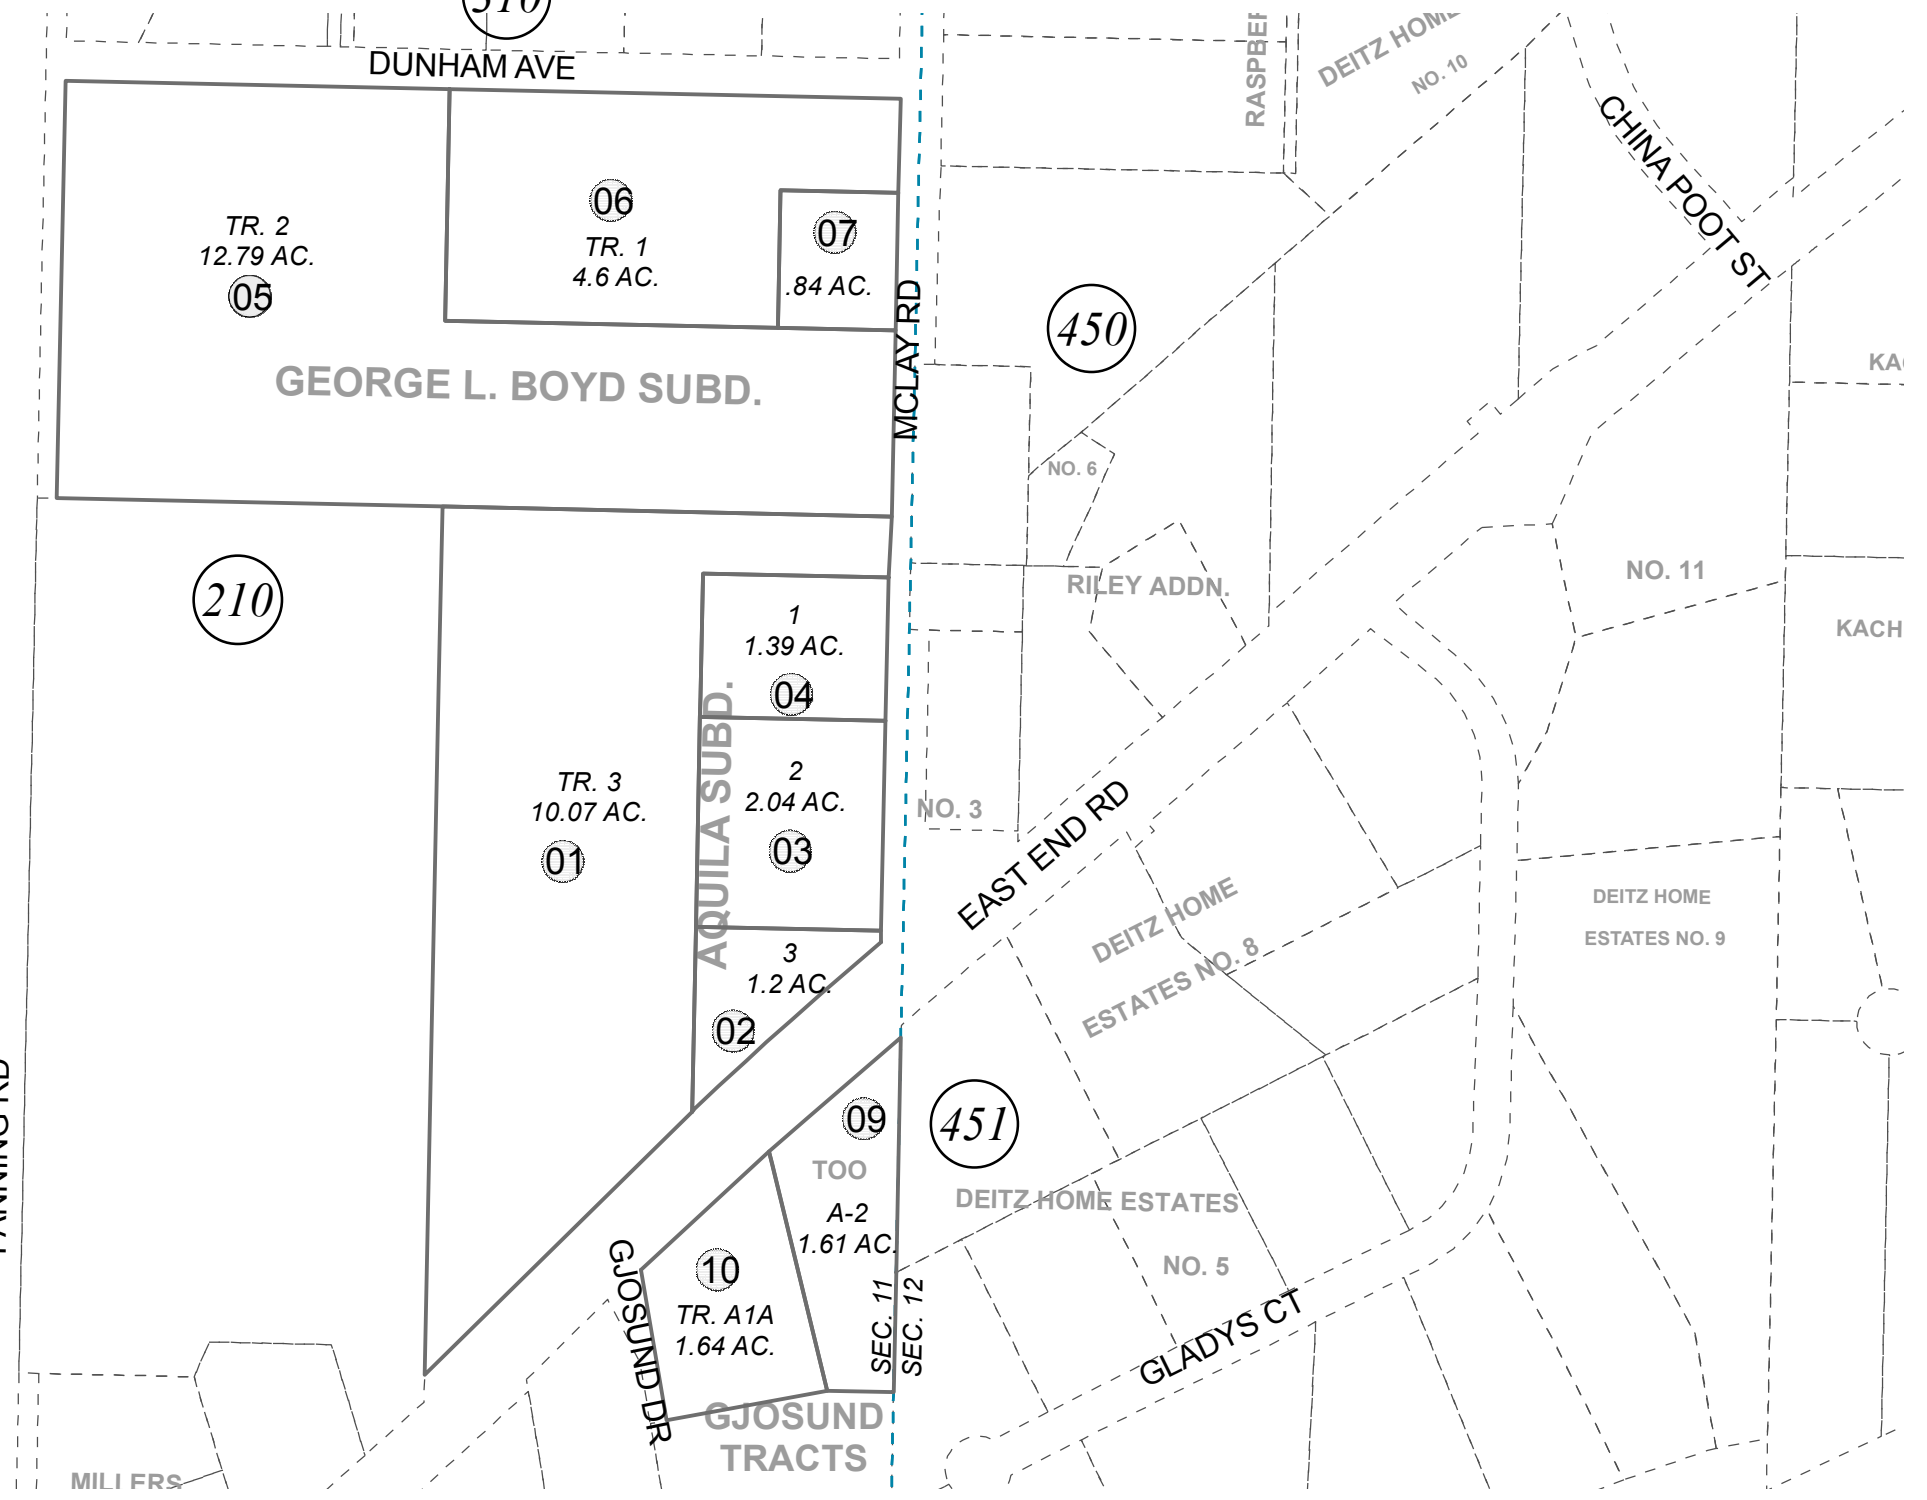 310
DUNHAM AVE
RASPBER
DEITZ HOME
NO. 10
CHINA POOT ST
TR. 2
12.79 AC.
05
06
TR. 1
4.6 AC.
07
.84 AC.
MCLAY RD
450
GEORGE L. BOYD SUBD.
NO. 6
RILEY ADDN.
NO. 11
KACH
210
1
1.39 AC.
04
AQUILA SUBD.
2
2.04 AC.
03
TR. 3
10.07 AC.
01
NO. 3
EAST END RD
3
1.2 AC.
02
DEITZ HOME
ESTATES NO. 8
DEITZ HOME
ESTATES NO. 9
09
TOO
A-2
1.61 AC.
451
DEITZ HOME ESTATES
NO. 5
GLADYS CT
SEC. 11
SEC. 12
10
TR. A1A
1.64 AC.
GJOSUND DR
GJOSUND
TRACTS
MILLERS